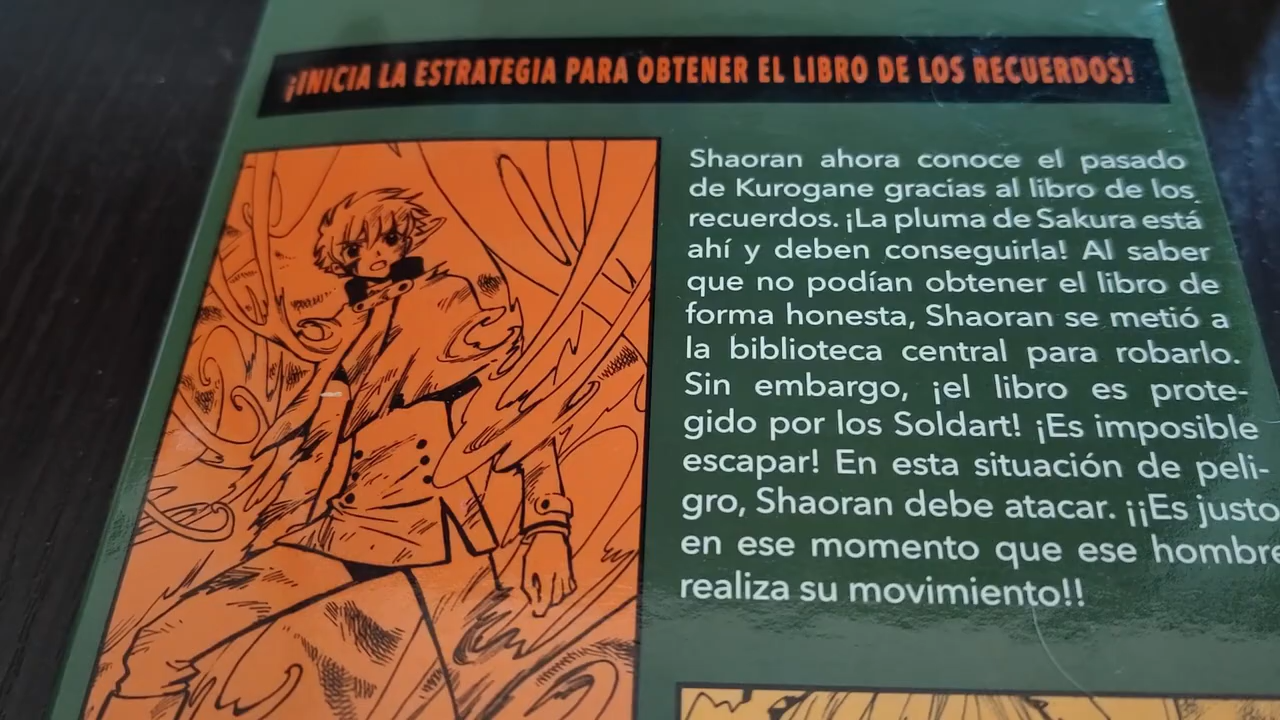 ¡INICIA LA ESTRATEGIA PARA OBTENER EL LIBRO DE LOS RECUERDOS!
Shaoran ahora conoce el pasado
de Kurogane gracias al libro de los
recuerdos. ¡La pluma de Sakura está
ahí y deben conseguirla! Al saber
que no podían obtener el libro de
forma honesta, Shaoran se metió a
la biblioteca central para robarlo.
Sin embargo, ¡el libro es prote-
gido por los Soldart! ¡Es imposible
escapar! En esta situación de peli-
gro, Shaoran debe atacar. ¡¡Es justo
en ese momento que ese hombre
realiza su movimiento!!